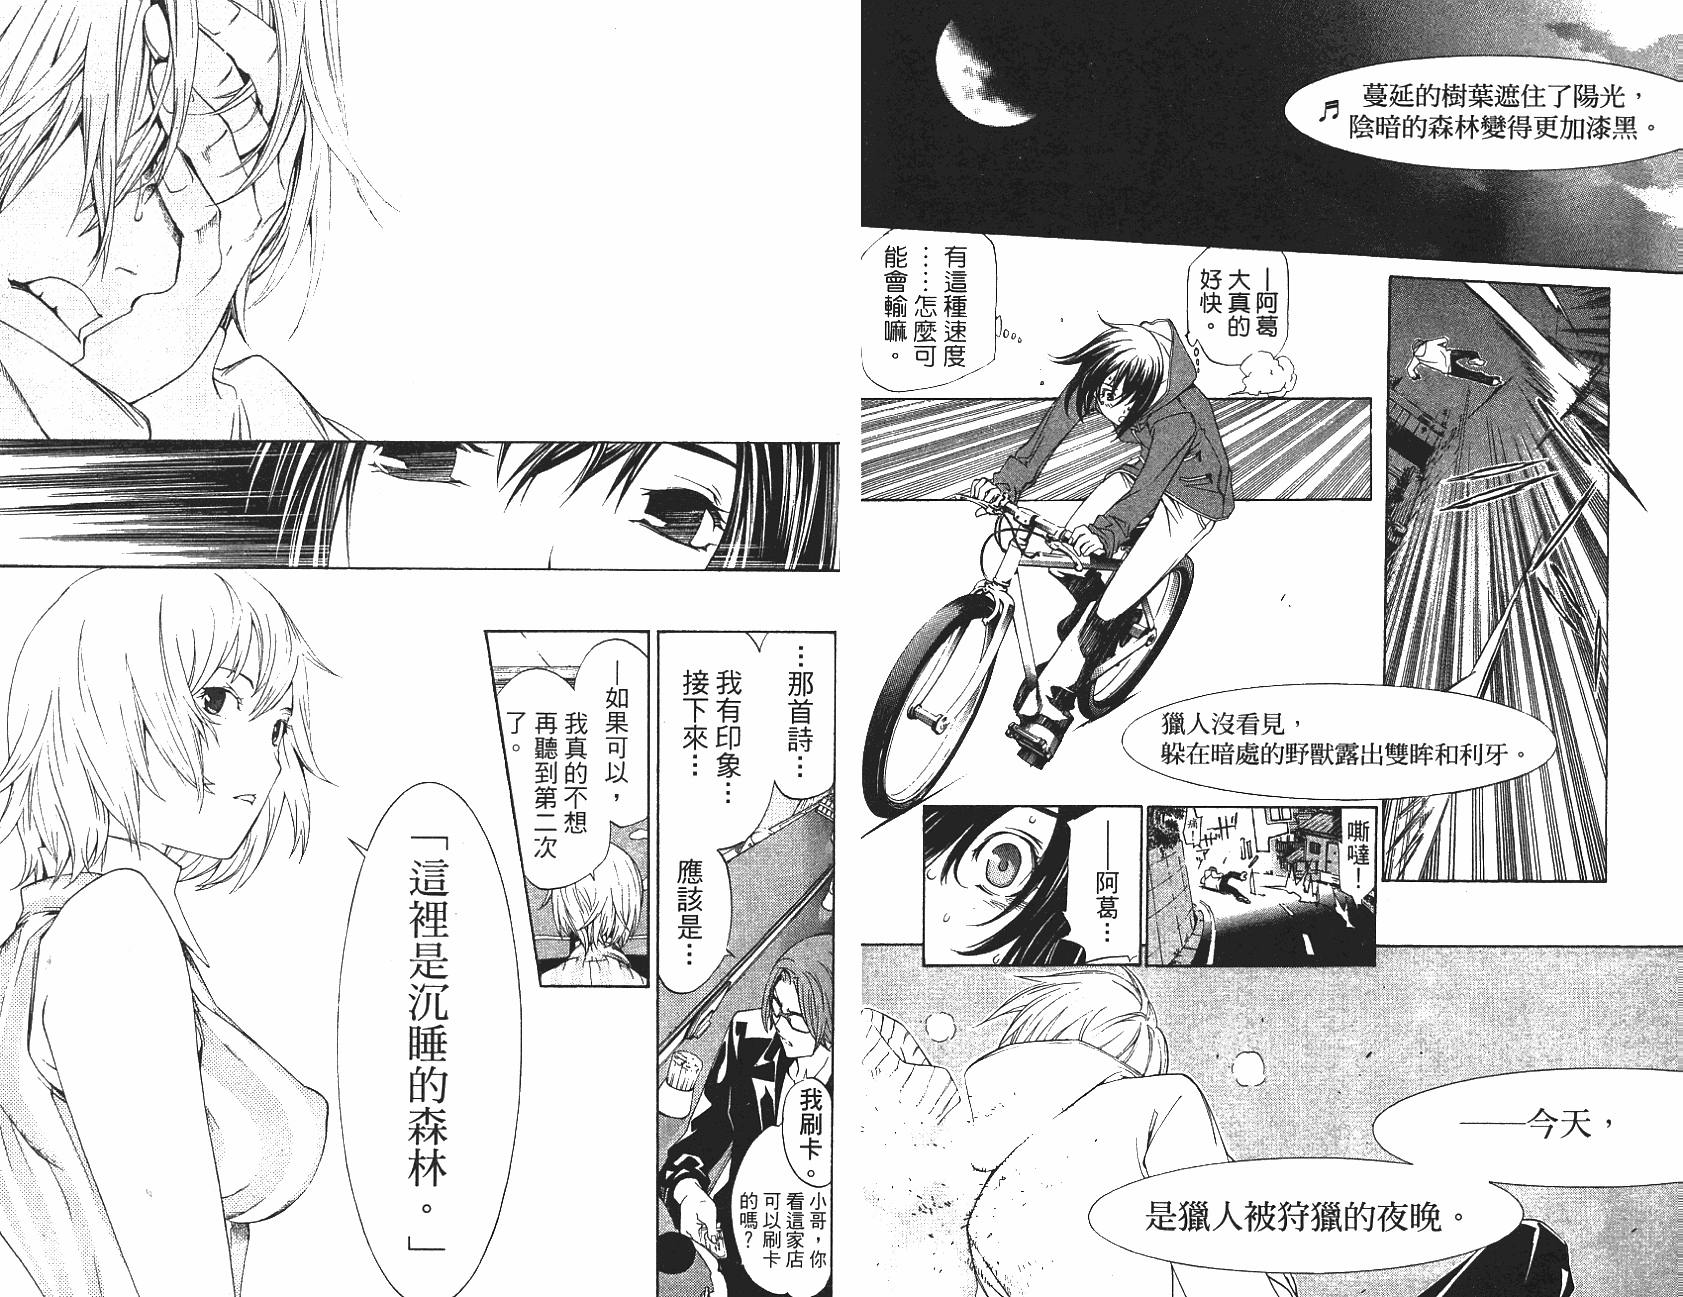 ♬蔓延的樹葉遮住了陽光，
陰暗的森林變得更加漆黑。
—阿葛
大真的
好快。
有這種速度
……怎麼可
能會輸嘛。
獵人沒看見，
躲在暗處的野獸露出雙眸和利牙。
嘶噠！
痛！
——阿葛…
——今天，
是獵人被狩獵的夜晚。
…那首詩…
我有印象…
接下來…
應該是…
我刷卡。
小哥，你
看這家店
可以刷卡
的嗎？
—如果可以，
我真的不想
再聽到第二次
了。
「這裡是沉睡的森林。」